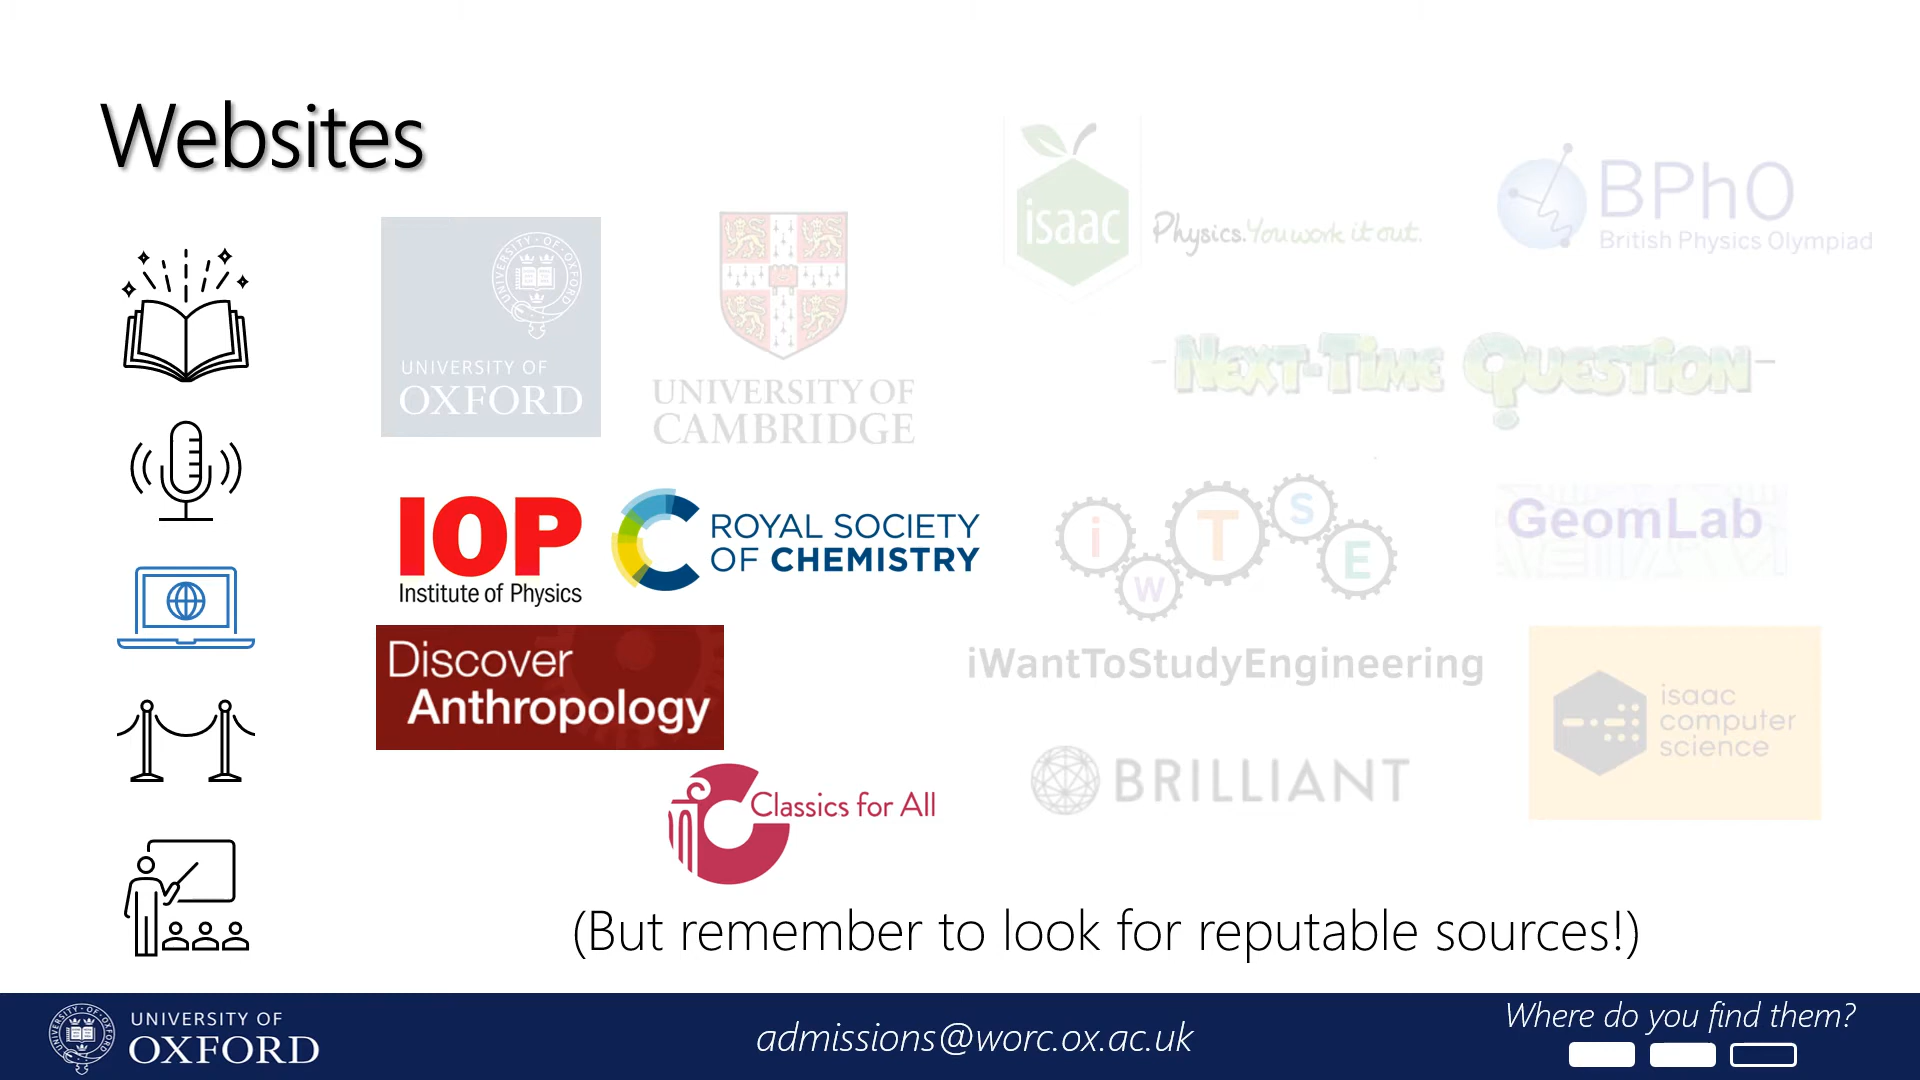 Websites
UNIVERSITY OF
OXFORD
UNIVERSITY OF
CAMBRIDGE
isaac
Physics. You work it out.
BPhO
British Physics Olympiad
NEXT-TIME QUESTION
IOP
Institute of Physics
ROYAL SOCIETY
OF CHEMISTRY
i W T S E
iWantToStudyEngineering
GeomLab
Discover
Anthropology
isaac
computer
science
BRILLIANT
Classics for All
(But remember to look for reputable sources!)
UNIVERSITY OF
OXFORD
admissions@worc.ox.ac.uk
Where do you find them?